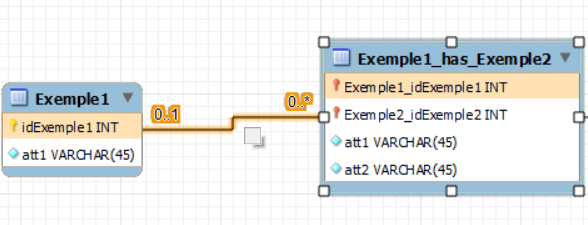 Exemple1
idExemple1 INT
att1 VARCHAR(45)
0..1
0..*
Exemple1_has_Exemple2
Exemple1_idExemple1 INT
Exemple2_idExemple2 INT
att1 VARCHAR(45)
att2 VARCHAR(45)